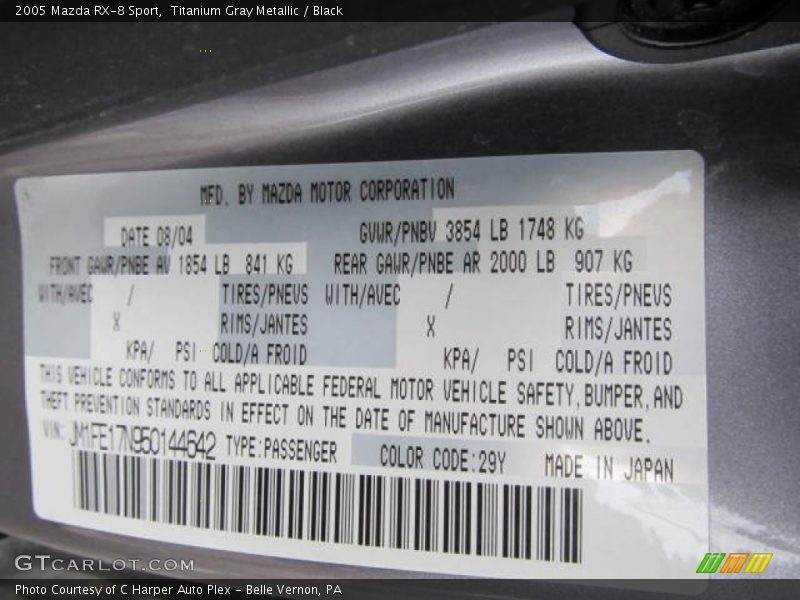 2005 Mazda RX-8 Sport,  Titanium Gray Metallic / Black
MFD. BY MAZDA MOTOR CORPORATION
DATE 08/04 GVWR/PNBV 3854 LB 1748 KG
FRONT GAWR/PNBE AV 1854 LB 841 KG REAR GAWR/PNBE AR 2000 LB 907 KG
WITH/AVEC / TIRES/PNEUS WITH/AVEC / TIRES/PNEUS
X RIMS/JANTES X RIMS/JANTES
KPA/ PSI COLD/A FROID KPA/ PSI COLD/A FROID
THIS VEHICLE CONFORMS TO ALL APPLICABLE FEDERAL MOTOR VEHICLE SAFETY, BUMPER, AND
THEFT PREVENTION STANDARDS IN EFFECT ON THE DATE OF MANUFACTURE SHOWN ABOVE.
VIN: JM1FE17N950144642 TYPE:PASSENGER COLOR CODE:29Y MADE IN JAPAN
GTCARLOT.COM
Photo Courtesy of C Harper Auto Plex - Belle Vernon, PA